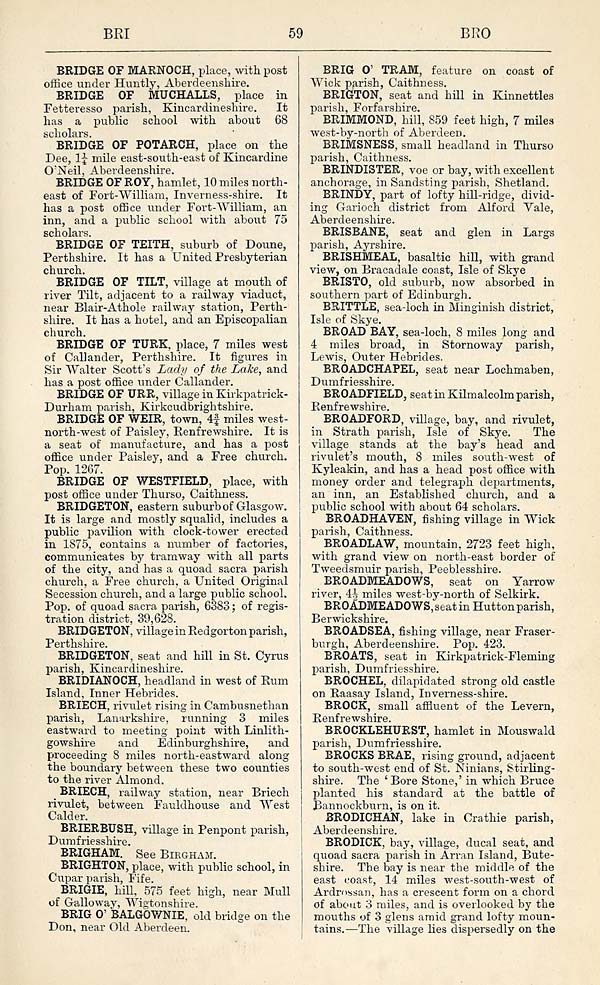 BRI 59 BRO
BRIDGE OF MARNOCH, place, with post
office under Huntly, Aberdeenshire.
BRIDGE OF MUCHALLS, place in
Fetteresso parish, Kincardineshire. It
has a public school with about 68
scholars.
BRIDGE OF POTARCH, place on the
Dee, 1¼ mile east-south-east of Kincardine
O'Neil, Aberdeenshire.
BRIDGE OF ROY, hamlet, 10 miles north-
east of Fort-William, Inverness-shire. It
has a post office under Fort-William, an
inn, and a public school with about 75
scholars.
BRIDGE OF TEITH, suburb of Doune,
Perthshire. It has a United Presbyterian
church.
BRIDGE OF TILT, village at mouth of
river Tilt, adjacent to a railway viaduct,
near Blair-Athole railway station, Perth-
shire. It has a hotel, and an Episcopalian
church.
BRIDGE OF TURK, place, 7 miles west
of Callander, Perthshire. It figures in
Sir Walter Scott's Lady of the Lake, and
has a post office under Callander.
BRIDGE OF URR, village in Kirkpatrick-
Durham parish, Kirkcudbrightshire.
BRIDGE OF WEIR, town, 4¾ miles west-
north-west of Paisley, Renfrewshire. It is
a seat of manufacture, and has a post
office under Paisley, and a Free church.
Pop. 1267.
BRIDGE OF WESTFIELD, place, with
post office under Thurso, Caithness.
BRIDGETON, eastern suburb of Glasgow.
It is large and mostly squalid, includes a
public pavilion with clock-tower erected
in 1875, contains a number of factories,
communicates by tramway with all parts
of the city, and has a quoad sacra parish
church, a Free church, a United Original
Secession church, and a large public school.
Pop. of quoad sacra parish, 6383; of regis-
tration district, 39,628.
BRIDGETON, village in Redgorton parish,
Perthshire.
BRIDGETON, seat and hill in St. Cyrus
parish, Kincardineshire.
BRIDIANOCH, headland in west of Rum
Island, Inner Hebrides.
BRIECH, rivulet rising in Cambusnethan
parish, Lanarkshire, running 3 miles
eastward to meeting point with Linlith-
gowshire and Edinburghshire, and
proceeding 8 miles north-eastward along
the boundary between these two counties
to the river Almond.
BRIECH, railway station, near Briech
rivulet, between Fauldhouse and West
Calder.
BRIERBUSH, village in Penpont parish,
Dumfriesshire.
BRIGHAM. See BIRGHAM.
BRIGHTON, place, with public school, in
Cupar parish, Fife.
BRIGIE, hill, 575 feet high, near Mull
of Galloway, Wigtonshire.
BRIG O' BALGOWNIE, old bridge on the
Don, near Old Aberdeen.
BRIG O' TRAM, feature on coast of
Wick parish, Caithness.
BRIGTON, seat and hill in Kinnettles
parish, Forfarshire.
BRIMMOND, hill, 859 feet high, 7 miles
west-by-north of Aberdeen.
BRIMSNESS, small headland in Thurso
parish, Caithness.
BRINDISTER, voe or bay, with excellent
anchorage, in Sandsting parish, Shetland.
BRINDY, part of lofty hill-ridge, divid-
ing Garioch district from Alford Vale,
Aberdeenshire.
BRISBANE, seat and glen in Largs
parish, Ayrshire.
BRISHMEAL, basaltic hill, with grand
view, on Bracadale coast, Isle of Skye
BRISTO, old suburb, now absorbed in
southern part of Edinburgh.
BRITTLE, sea-loch in Minginish district,
Isle of Skye.
BROAD BAY, sea-loch, 8 miles long and
4 miles broad, in Stornoway parish,
Lewis, Outer Hebrides.
BROADCHAPEL, seat near Lochmaben,
Dumfriesshire.
BROADFIELD, seat in Kilmalcolm parish,
Renfrewshire.
BROADFORD, village, bay, and rivulet,
in Strath parish, Isle of Skye. The
village stands at the bay's head and
rivulet's mouth, 8 miles south-west of
Kyleakin, and has a head post office with
money order and telegraph departments,
an inn, an Established church, and a
public school with about 64 scholars.
BROADHAVEN, fishing village in Wick
parish, Caithness.
BROADLAW, mountain, 2723 feet high,
with grand view on north-east border of
Tweedsmuir parish, Peeblesshire.
BROADMEADOWS, seat on Yarrow
river, 4½ miles west-by-north of Selkirk.
BROADMEADOWS, seat in Hutton parish,
Berwickshire.
BROADSEA, fishing village, near Fraser-
burgh, Aberdeenshire. Pop. 423.
BROATS, seat in Kirkpatrick-Fleming
parish, Dumfriesshire.
BROCHEL, dilapidated strong old castle
on Raasay Island, Inverness-shire.
BROCK, small affluent of the Levern,
Renfrewshire.
BROCKLEHURST, hamlet in Mouswald
parish, Dumfriesshire.
BROCKS BRAE, rising ground, adjacent
to south-west end of St. Ninians, Stirling-
shire. The 'Bore Stone,' in which Bruce
planted his standard at the battle of
Bannockburn, is on it.
BRODICHAN, lake in Crathie parish,
Aberdeenshire.
BRODICK, bay, village, ducal seat, and
quoad sacra parish in Arran Island, Bute-
shire. The bay is near the middle of the
east coast, 14 miles west-south-west of
Ardrossan, has a crescent form on a chord
of about 3 miles, and is overlooked by the
mouths of 3 glens amid grand lofty moun-
tains.—The village lies dispersedly on the